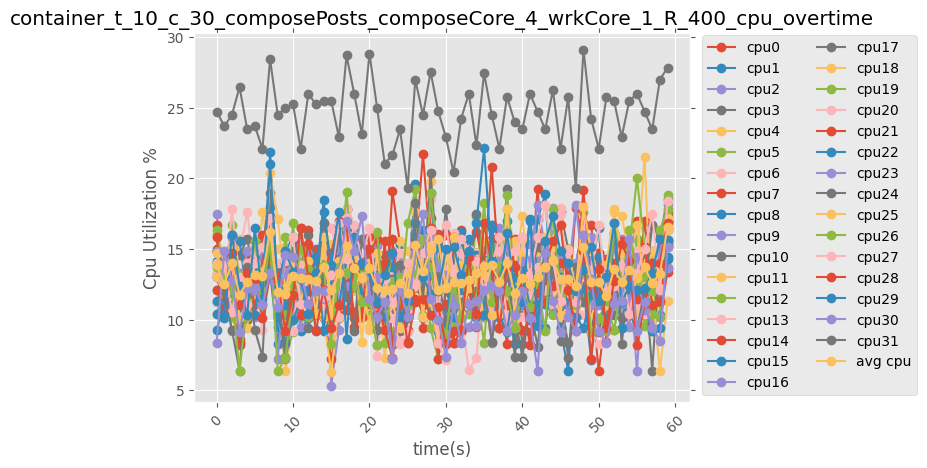 container_t_10_c_30_composePosts_composeCore_4_wrkCore_1_R_400_cpu_overtime
30
25
20
15
10
5
Cpu Utilization %
0
10
20
30
40
50
60
time(s)
cpu0
cpu1
cpu2
cpu3
cpu4
cpu5
cpu6
cpu7
cpu8
cpu9
cpu10
cpu11
cpu12
cpu13
cpu14
cpu15
cpu16
cpu17
cpu18
cpu19
cpu20
cpu21
cpu22
cpu23
cpu24
cpu25
cpu26
cpu27
cpu28
cpu29
cpu30
cpu31
avg cpu